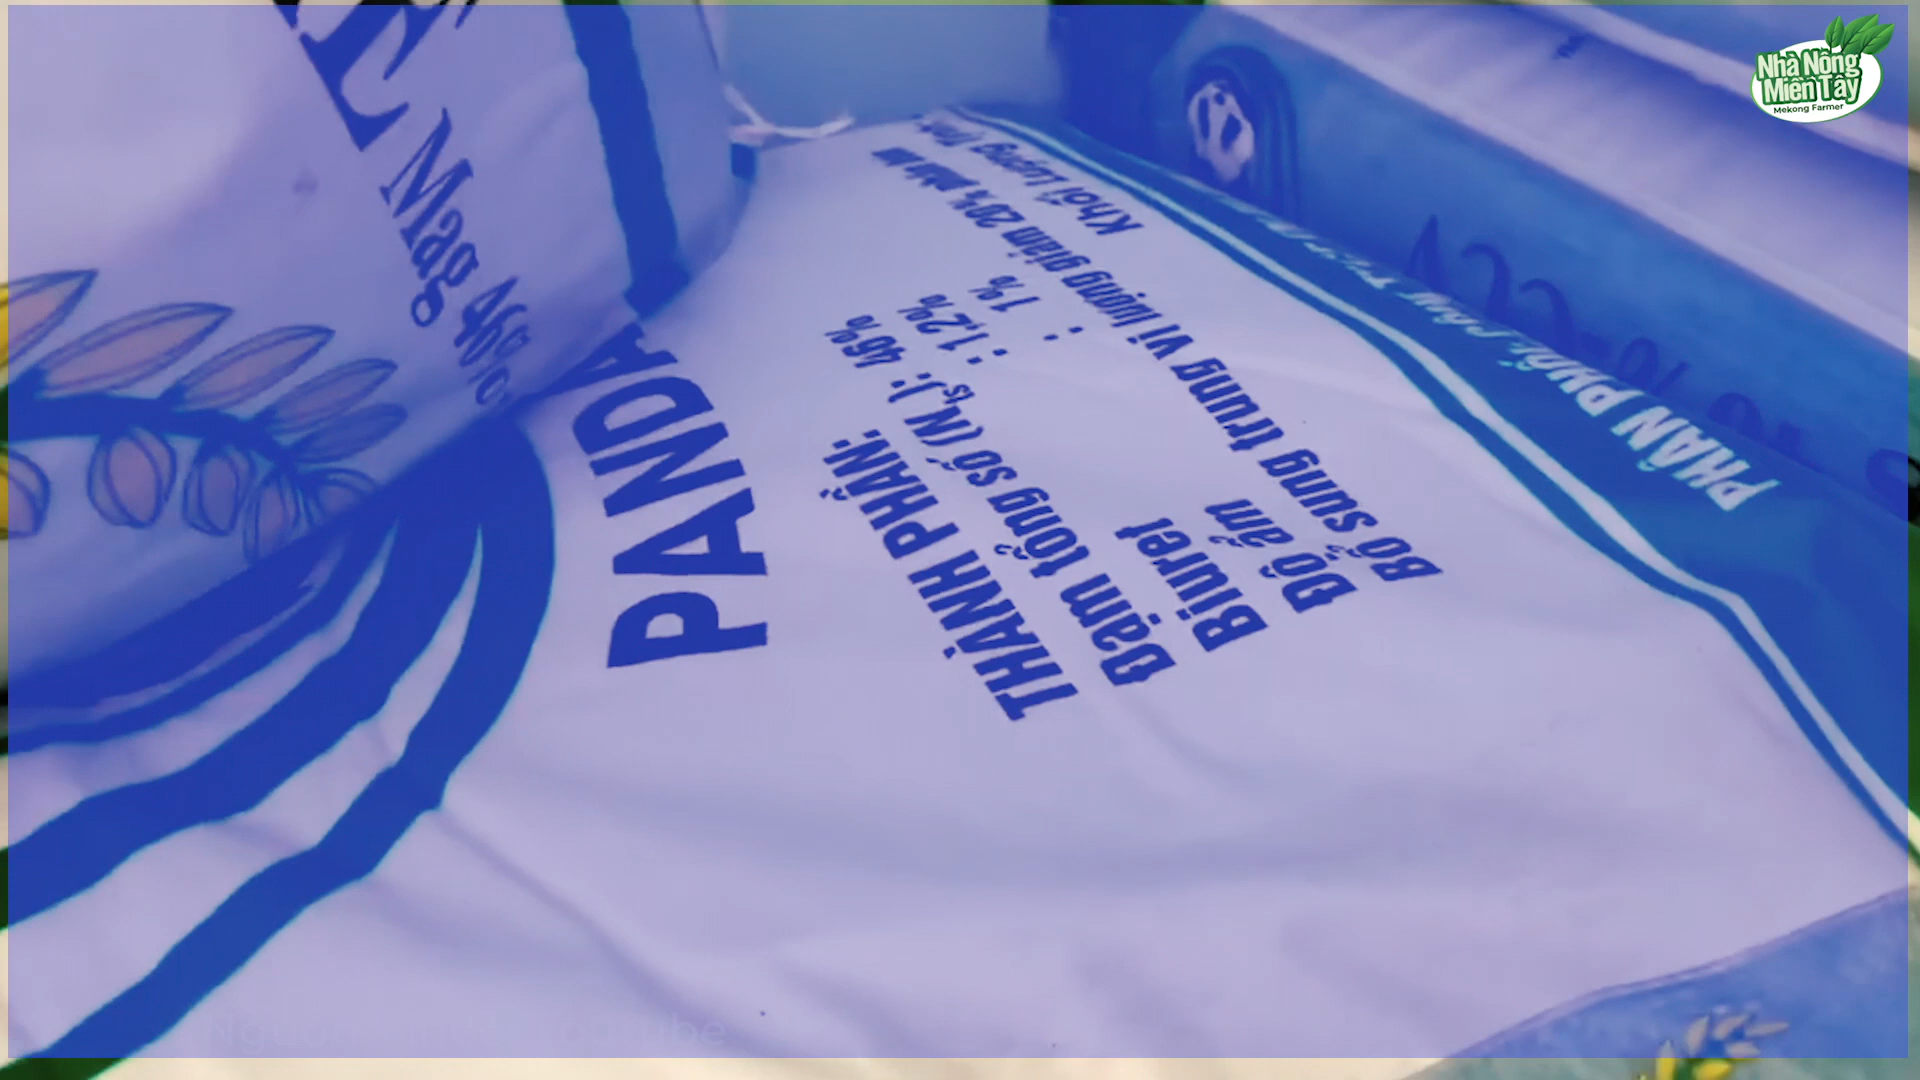 Nhà Nông
Miền Tây
Mekong Farmer
Mag 46%
PANDA
THÀNH PHẦN:
Đạm tổng số (Nts): 46%
Biuret : 1,2%
Độ ẩm : 1%
Bổ sung trung vi lượng giảm 20% phân
Khối Lượng
PHÂN PHỐI